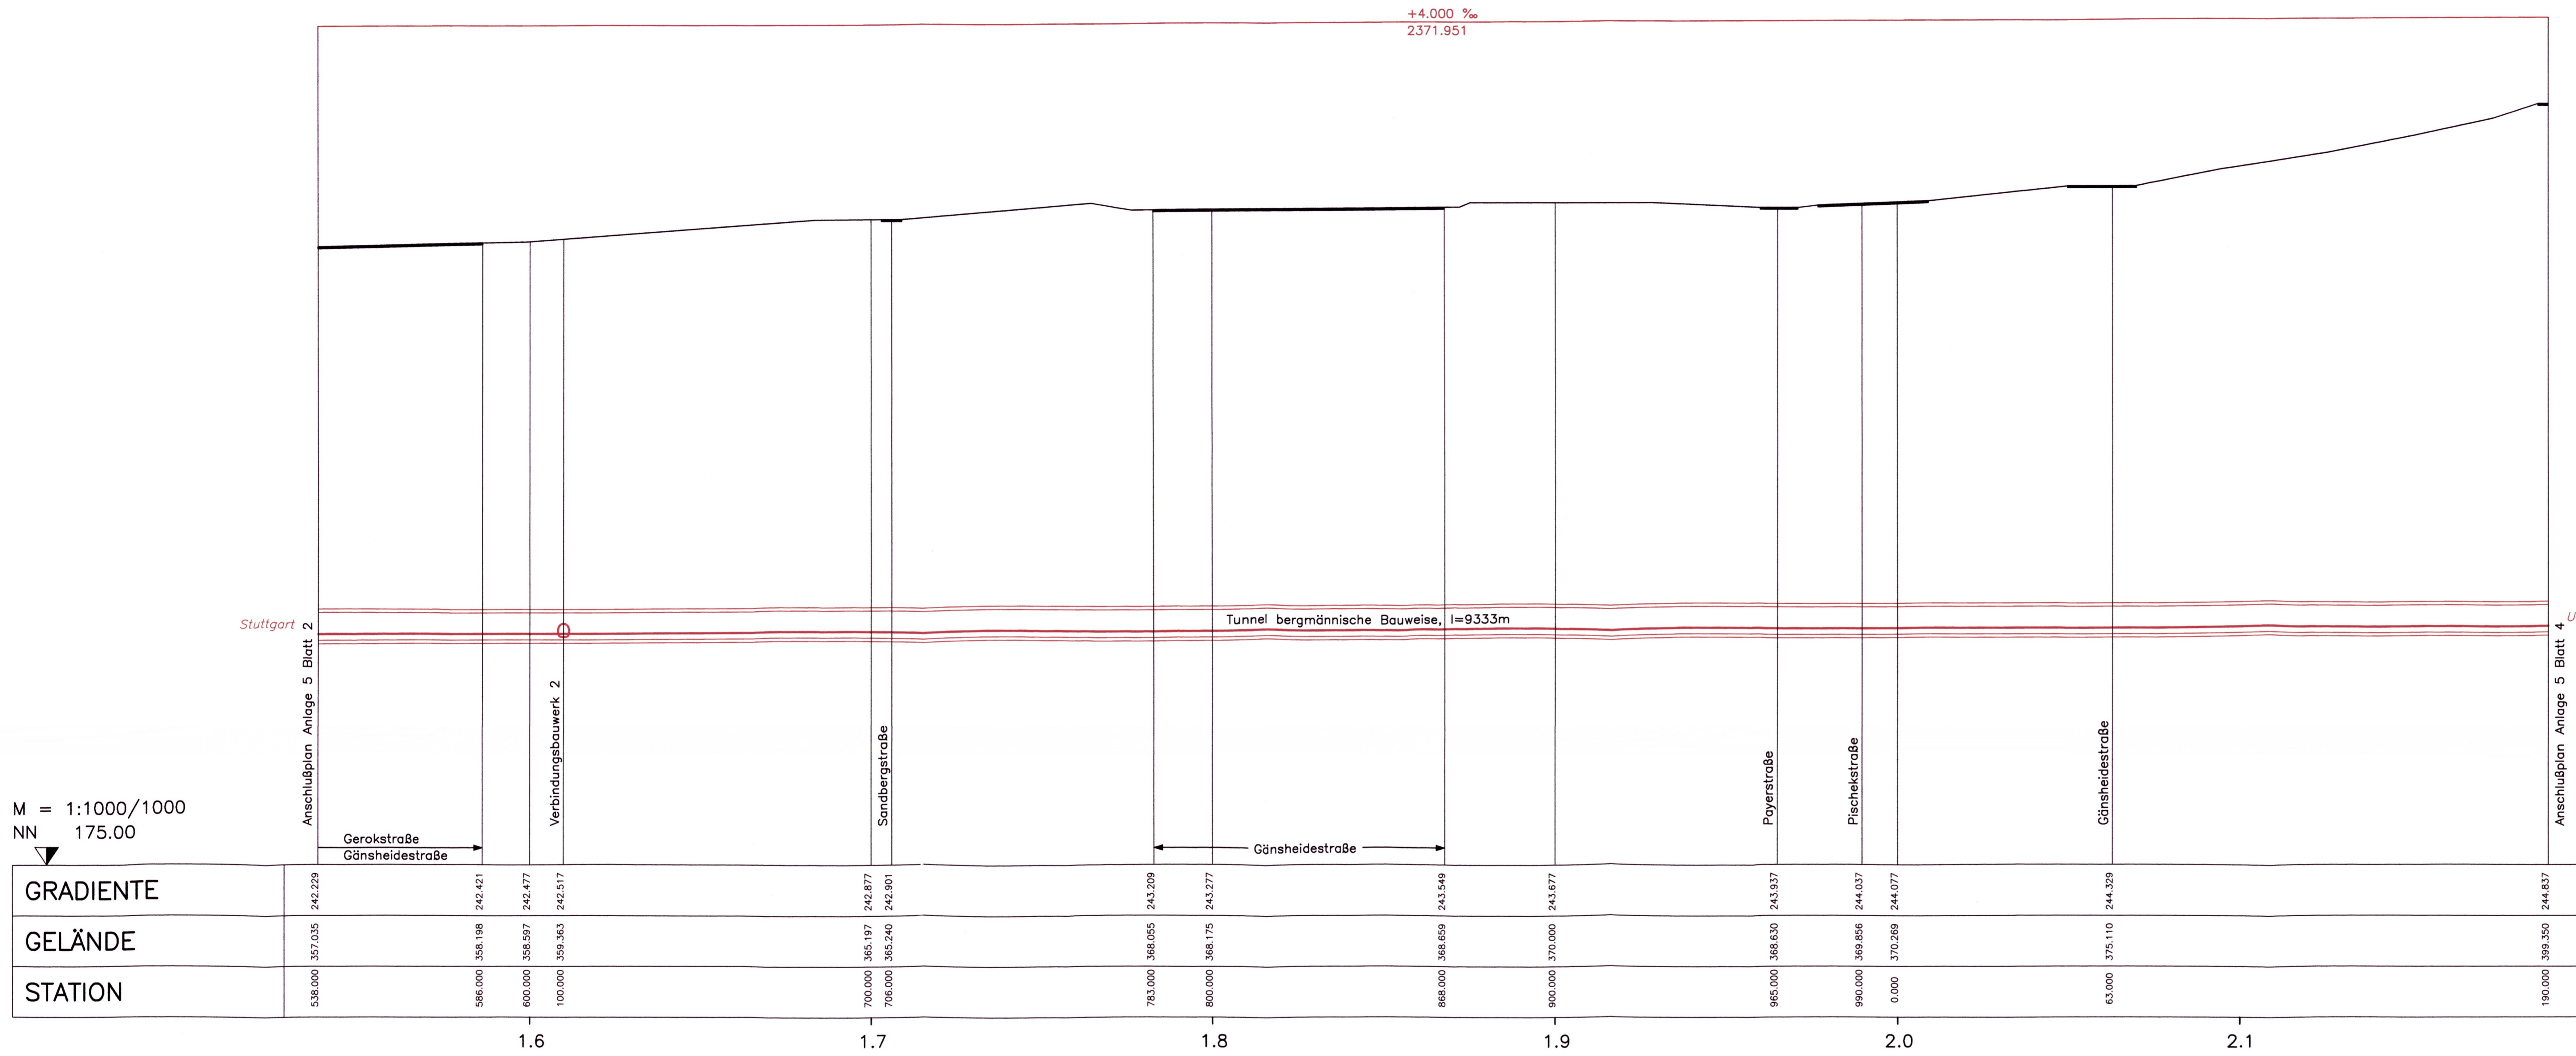 +4.000 ‰
2371.951
Stuttgart
Tunnel bergmännische Bauweise, l=9333m
U
Anschlußplan Anlage 5 Blatt 2
Verbindungsbauwerk 2
Sandbergstraße
Payerstraße
Pischekstraße
Gänsheidestraße
Anschlußplan Anlage 5 Blatt 4
M = 1:1000/1000
NN 175.00
Gerokstraße
Gänsheidestraße
Gänsheidestraße
GRADIENTE 242.229 242.421 242.477 242.517 242.877 242.901 243.209 243.277 243.549 243.677 243.937 244.037 244.077 244.329 244.837
GELÄNDE 357.035 358.198 358.597 359.363 365.197 365.240 368.055 368.175 368.659 370.000 368.630 369.856 370.269 375.110 399.350
STATION 538.000 586.000 600.000 100.000 700.000 706.000 783.000 800.000 868.000 900.000 965.000 990.000 0.000 63.000 190.000
1.6 1.7 1.8 1.9 2.0 2.1